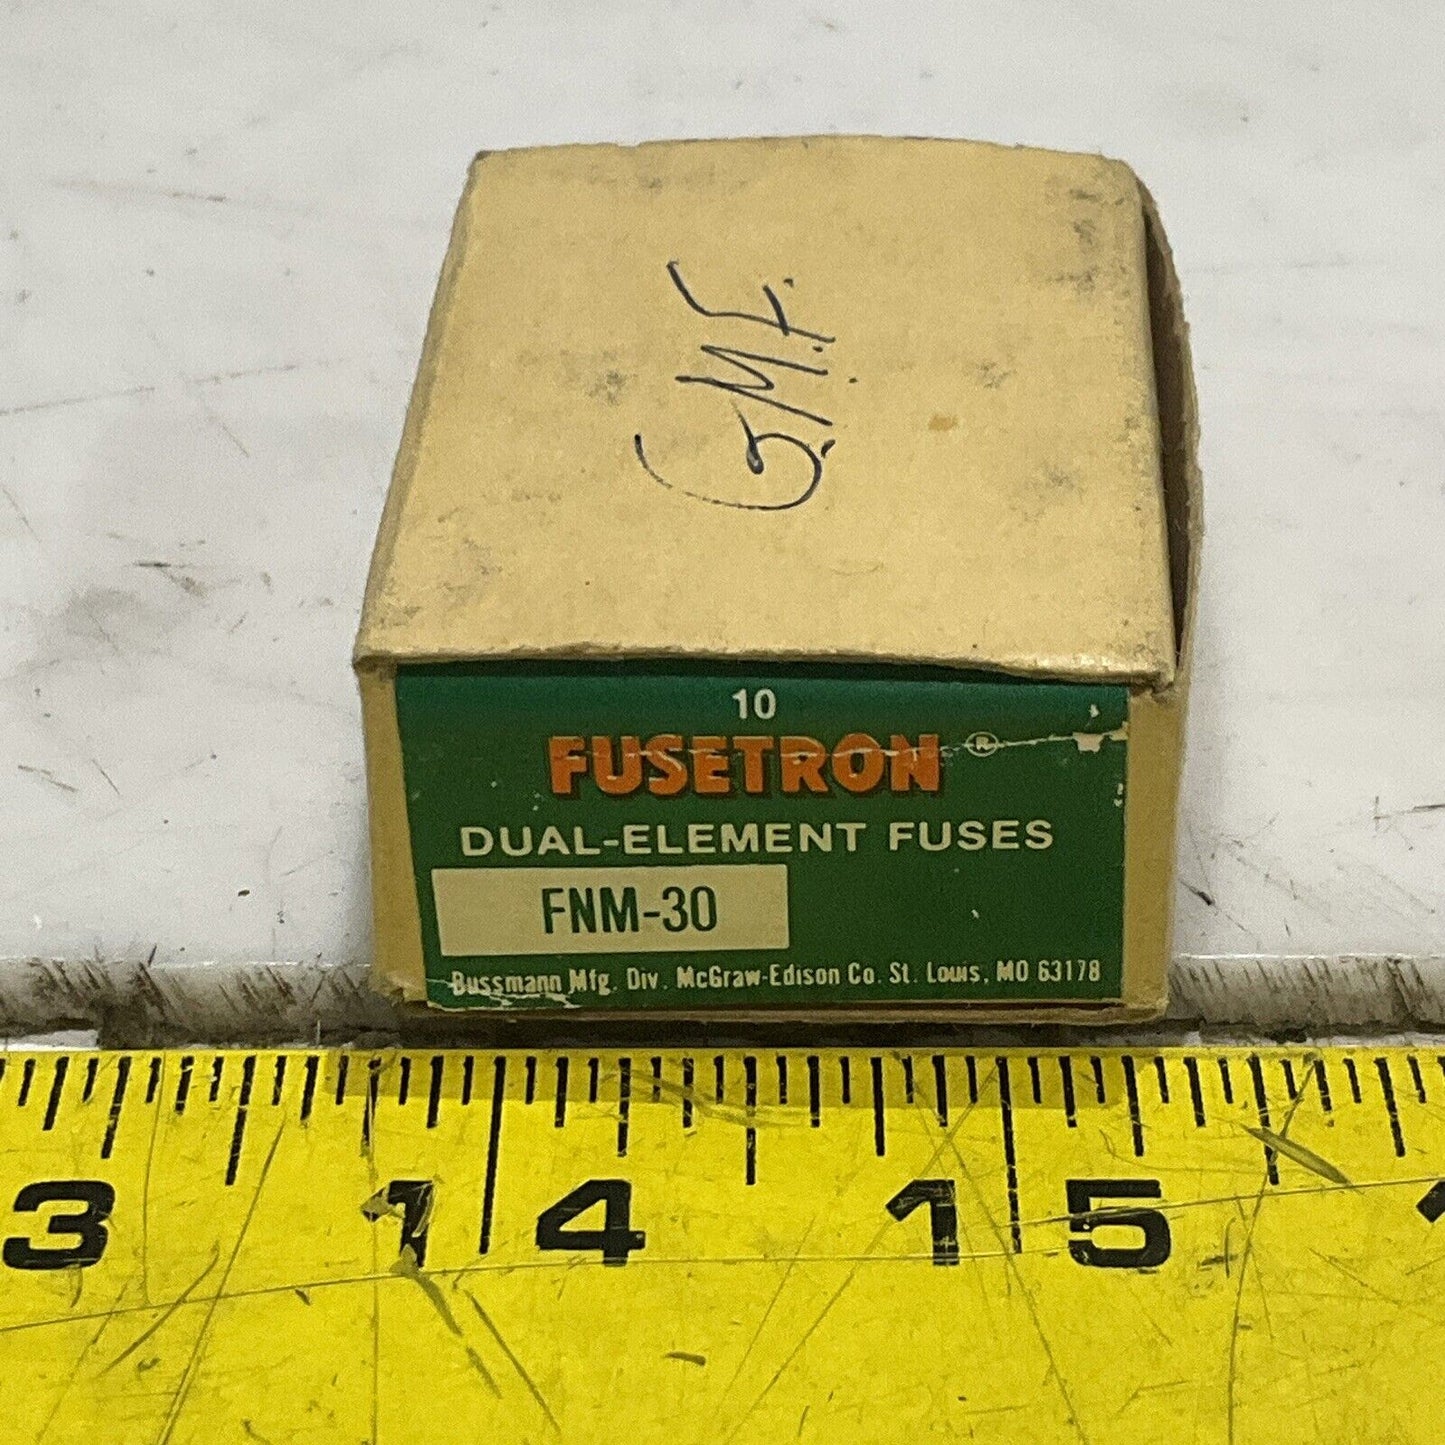 G.M.F.
10
FUSETRON®
DUAL-ELEMENT FUSES
FNM-30
Bussmann Mfg. Div. McGraw-Edison Co. St. Louis, MO 63178
3 14 15 1